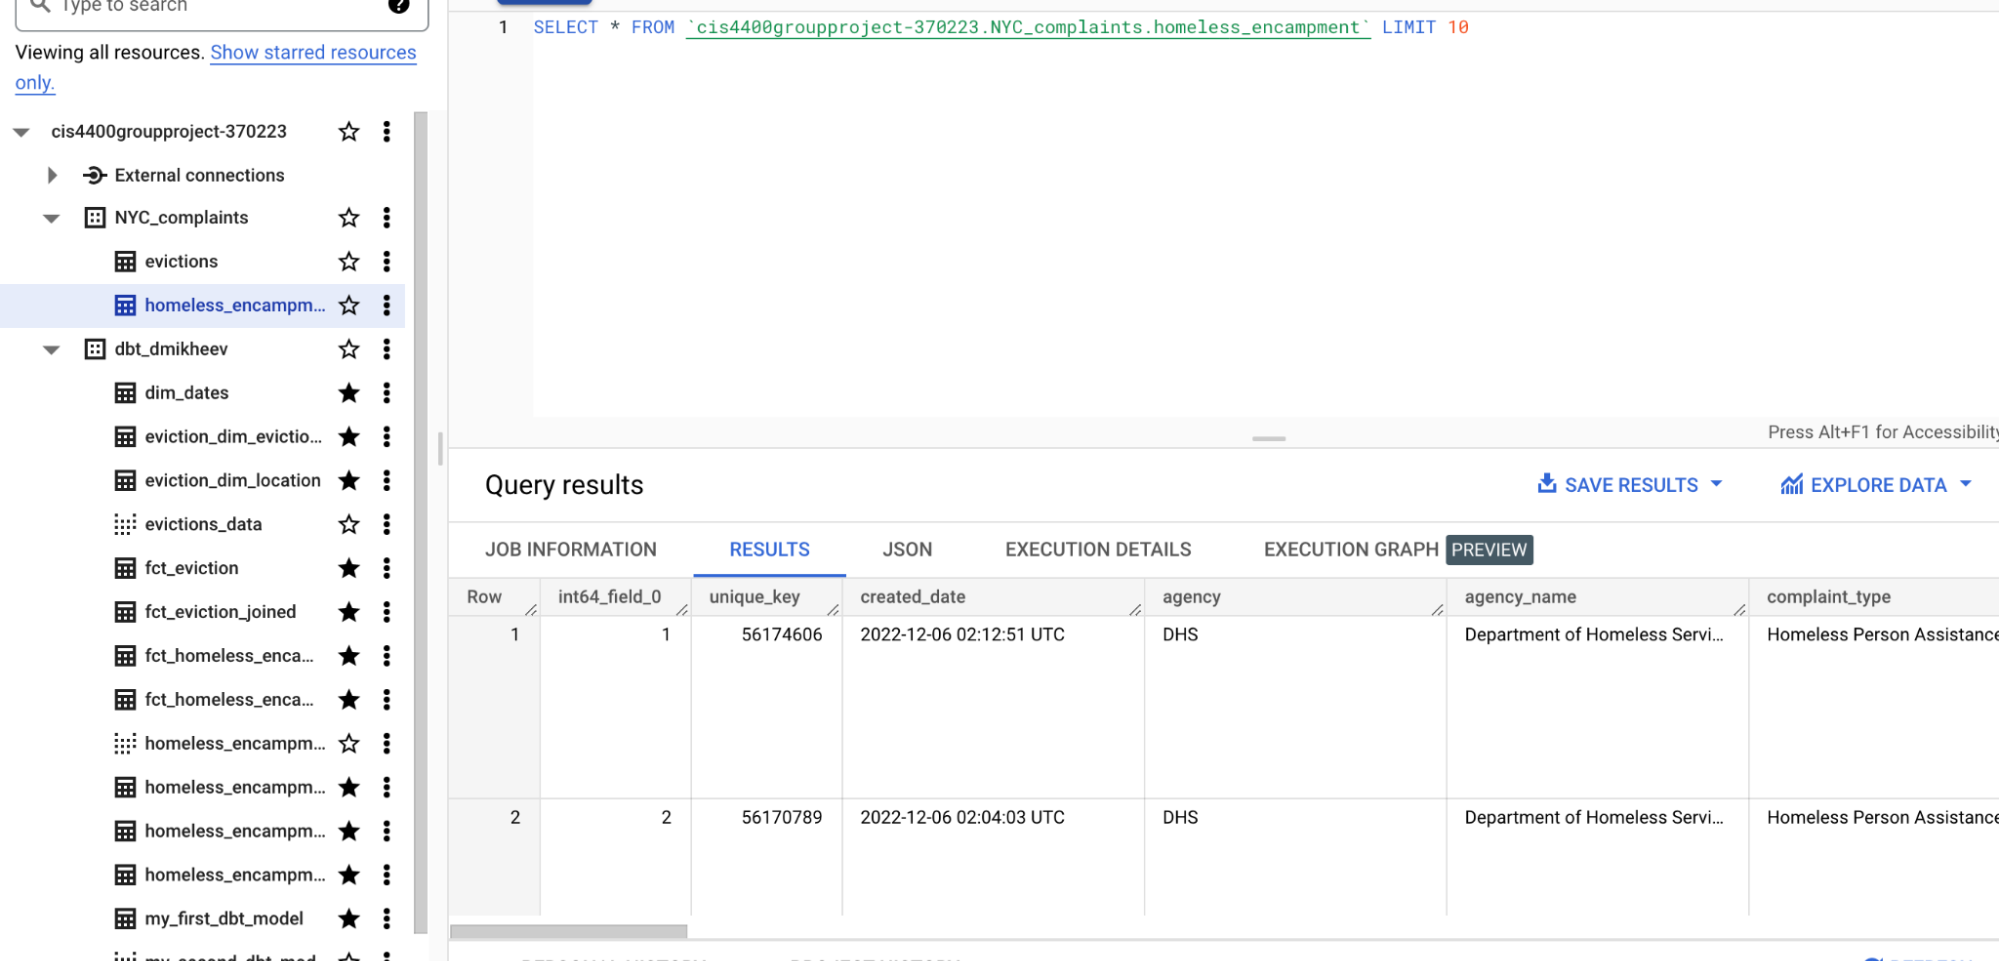 Type to search
Viewing all resources. Show starred resources
only.
cis4400groupproject-370223
External connections
NYC_complaints
evictions
homeless_encampm...
dbt_dmikheev
dim_dates
eviction_dim_evictio...
eviction_dim_location
evictions_data
fct_eviction
fct_eviction_joined
fct_homeless_enca...
fct_homeless_enca...
homeless_encampm...
homeless_encampm...
homeless_encampm...
homeless_encampm...
my_first_dbt_model
1 SELECT * FROM `cis4400groupproject-370223.NYC_complaints.homeless_encampment` LIMIT 10
Press Alt+F1 for Accessibility
Query results
SAVE RESULTS
EXPLORE DATA
JOB INFORMATION RESULTS JSON EXECUTION DETAILS EXECUTION GRAPH PREVIEW
Row int64_field_0 unique_key created_date agency agency_name complaint_type
1 1 56174606 2022-12-06 02:12:51 UTC DHS Department of Homeless Servi... Homeless Person Assistance
2 2 56170789 2022-12-06 02:04:03 UTC DHS Department of Homeless Servi... Homeless Person Assistance